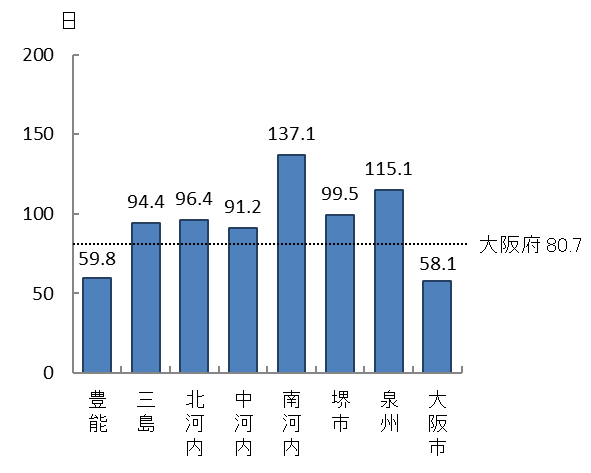 日
200
150
100
50
0
59.8
94.4
96.4
91.2
137.1
99.5
115.1
58.1
大阪府 80.7
豊能
三島
北河内
中河内
南河内
堺市
泉州
大阪市